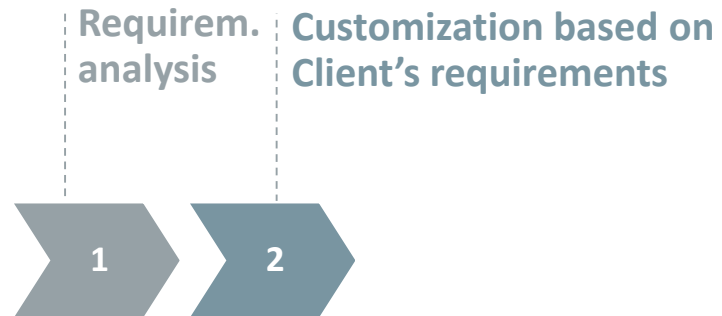 Requirem.
analysis
Customization based on
Client's requirements
1
2